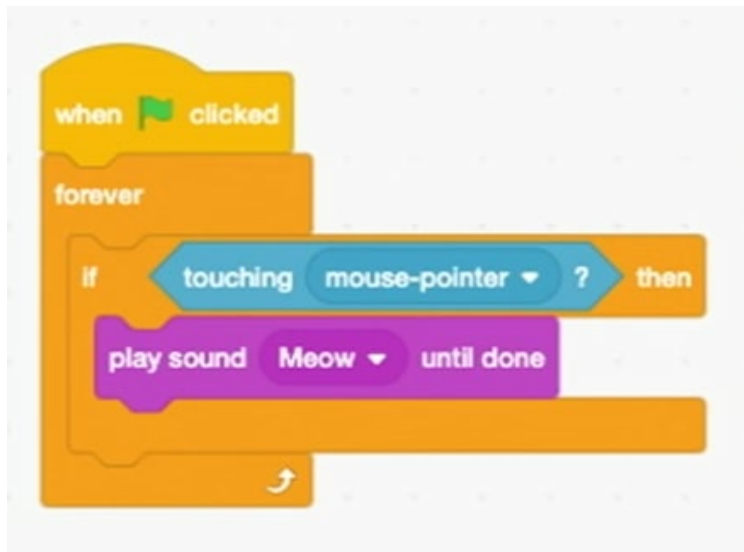 when clicked
forever
if touching mouse-pointer ? then
play sound Meow until done